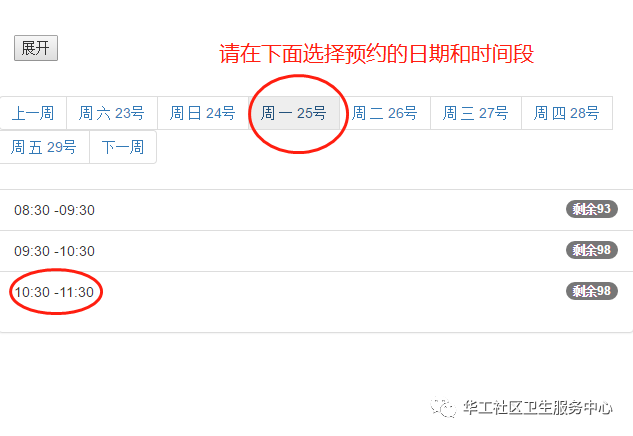 展开
请在下面选择预约的日期和时间段
上一周 周六 23号 周日 24号 周一 25号 周二 26号 周三 27号 周四 28号
周五 29号 下一周
08:30 -09:30 剩余93
09:30 -10:30 剩余98
10:30 -11:30 剩余98
华工社区卫生服务中心